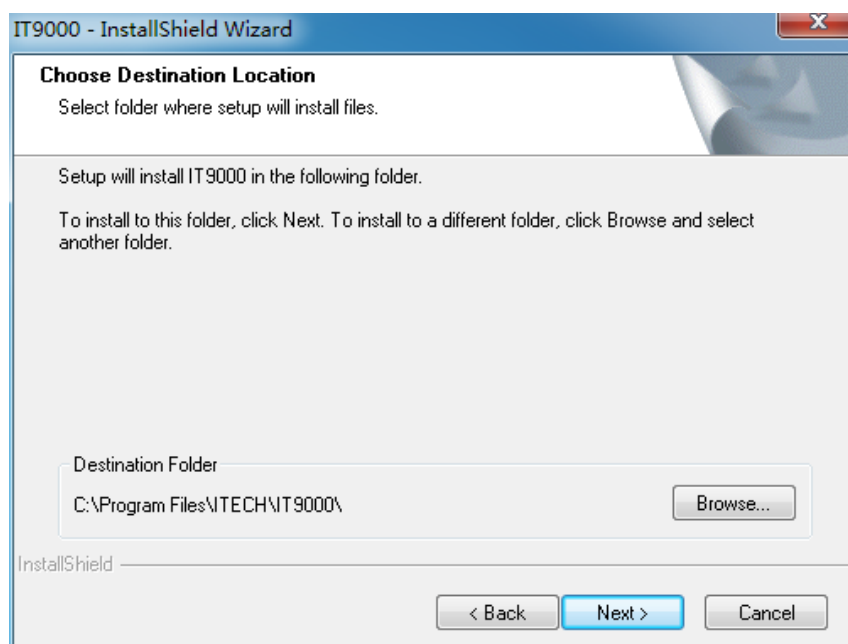 IT9000 - InstallShield Wizard
X
Choose Destination Location
Select folder where setup will install files.
Setup will install IT9000 in the following folder.
To install to this folder, click Next. To install to a different folder, click Browse and select
another folder.
Destination Folder
C:\Program Files\ITECH\IT9000\
Browse...
InstallShield
< Back
Next >
Cancel